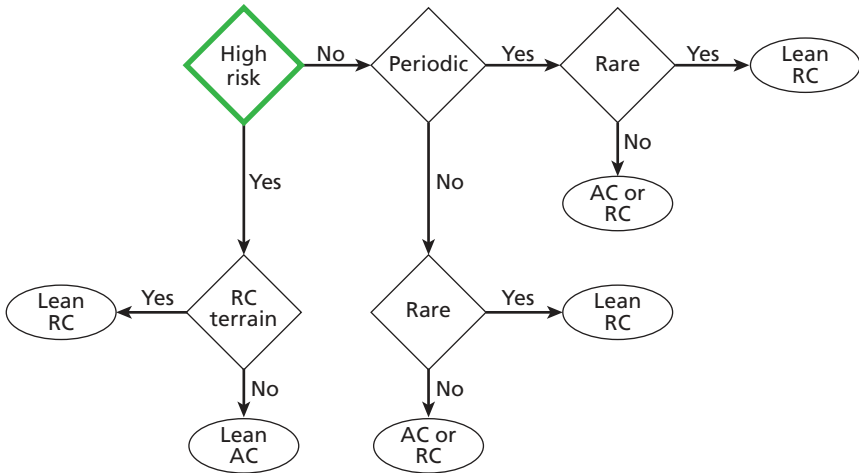 High
risk
No
Periodic
Yes
Rare
Yes
Lean
RC
No
AC or
RC
Yes
No
Lean
RC
Yes
RC
terrain
Rare
Yes
Lean
RC
No
Lean
AC
No
AC or
RC